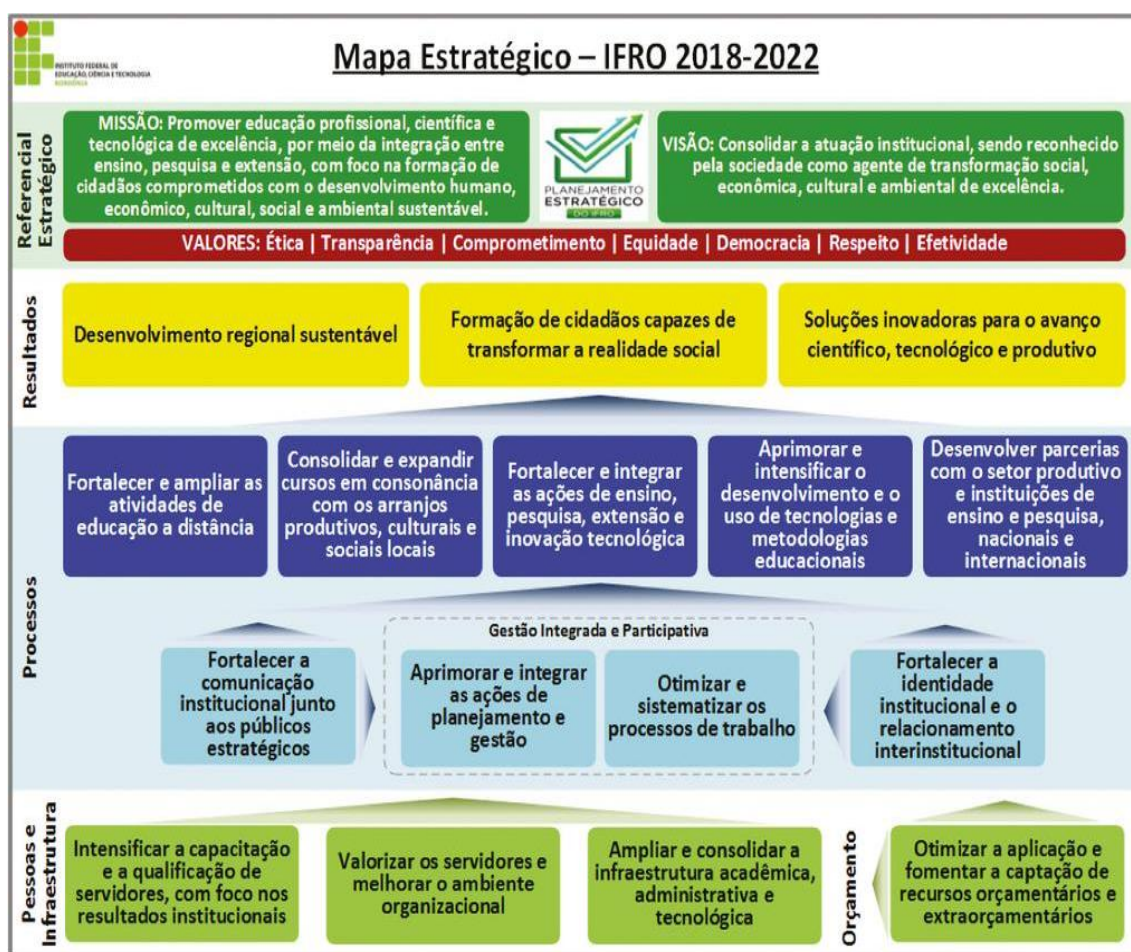 INSTITUTO FEDERAL DE
EDUCAÇÃO, CIÊNCIA E TECNOLOGIA
RONDÔNIA
Mapa Estratégico – IFRO 2018-2022
Referencial
Estratégico
MISSÃO: Promover educação profissional, científica e
tecnológica de excelência, por meio da integração entre
ensino, pesquisa e extensão, com foco na formação de
cidadãos comprometidos com o desenvolvimento humano,
econômico, cultural, social e ambiental sustentável.
PLANEJAMENTO
ESTRATÉGICO
DO IFRO
VISÃO: Consolidar a atuação institucional, sendo reconhecido
pela sociedade como agente de transformação social,
econômica, cultural e ambiental de excelência.
VALORES: Ética | Transparência | Comprometimento | Equidade | Democracia | Respeito | Efetividade
Resultados
Desenvolvimento regional sustentável
Formação de cidadãos capazes de
transformar a realidade social
Soluções inovadoras para o avanço
científico, tecnológico e produtivo
Processos
Fortalecer e ampliar as
atividades de
educação a distância
Consolidar e expandir
cursos em consonância
com os arranjos
produtivos, culturais e
sociais locais
Fortalecer e integrar
as ações de ensino,
pesquisa, extensão e
inovação tecnológica
Aprimorar e
intensificar o
desenvolvimento e o
uso de tecnologias e
metodologias
educacionais
Desenvolver parcerias
com o setor produtivo
e instituições de
ensino e pesquisa,
nacionais e
internacionais
Fortalecer a
comunicação
institucional junto
aos públicos
estratégicos
Gestão Integrada e Participativa
Aprimorar e integrar
as ações de
planejamento e
gestão
Otimizar e
sistematizar os
processos de trabalho
Fortalecer a
identidade
institucional e o
relacionamento
interinstitucional
Pessoas e
Infraestrutura
Intensificar a capacitação
e a qualificação de
servidores, com foco nos
resultados institucionais
Valorizar os servidores e
melhorar o ambiente
organizacional
Ampliar e consolidar a
infraestrutura acadêmica,
administrativa e
tecnológica
Orçamento
Otimizar a aplicação e
fomentar a captação de
recursos orçamentários e
extraorçamentários